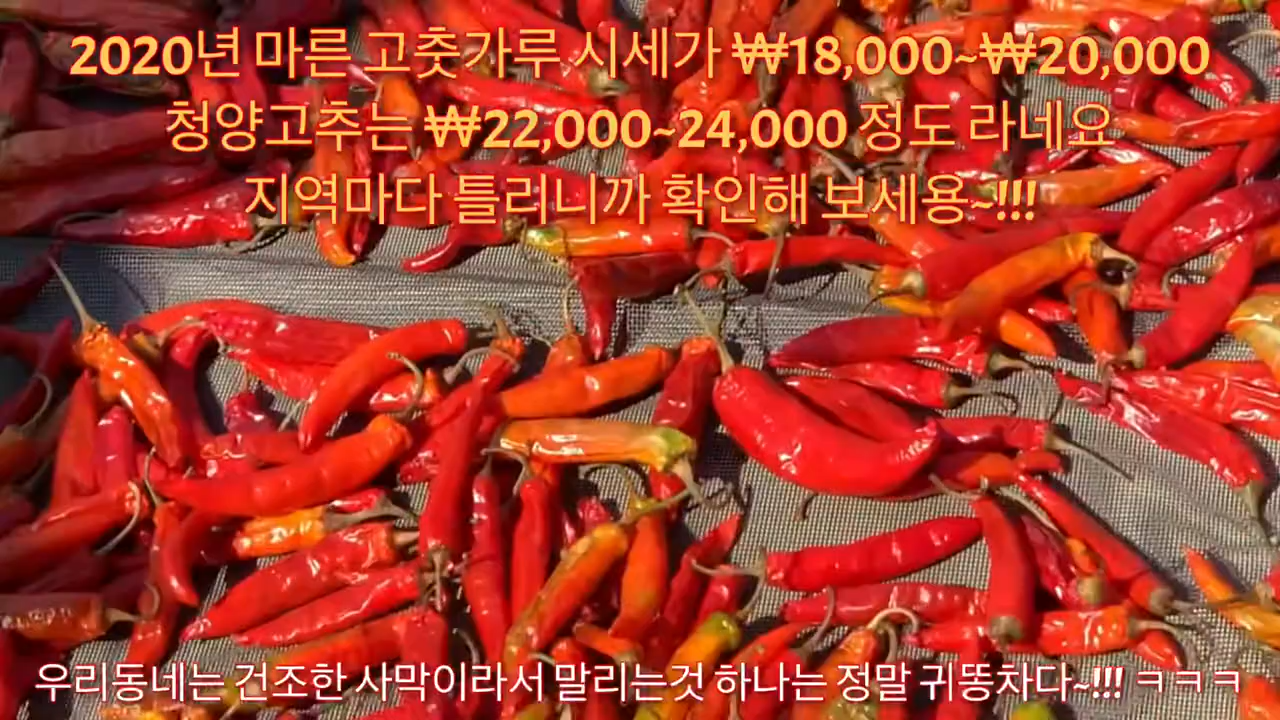 2020년 마른 고춧가루 시세가 ₩18,000~₩20,000
청양고추는 ₩22,000~24,000 정도 라네요
지역마다 틀리니까 확인해 보세용~!!!
우리동네는 건조한 사막이라서 말리는것 하나는 정말 귀똥차다~!!! ㅋㅋㅋ